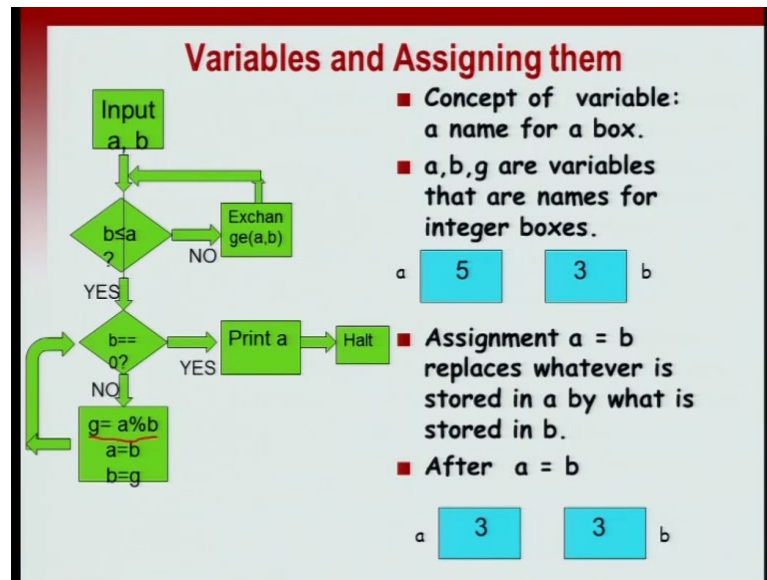 Variables and Assigning them
Input
a, b
b≤a
?
NO
Exchan
ge(a,b)
YES
b==
0?
YES
Print a
Halt
NO
g= a%b
a=b
b=g
■ Concept of variable:
a name for a box.
■ a,b,g are variables
that are names for
integer boxes.
a 5 3 b
■ Assignment a = b
replaces whatever is
stored in a by what is
stored in b.
■ After a = b
a 3 3 b